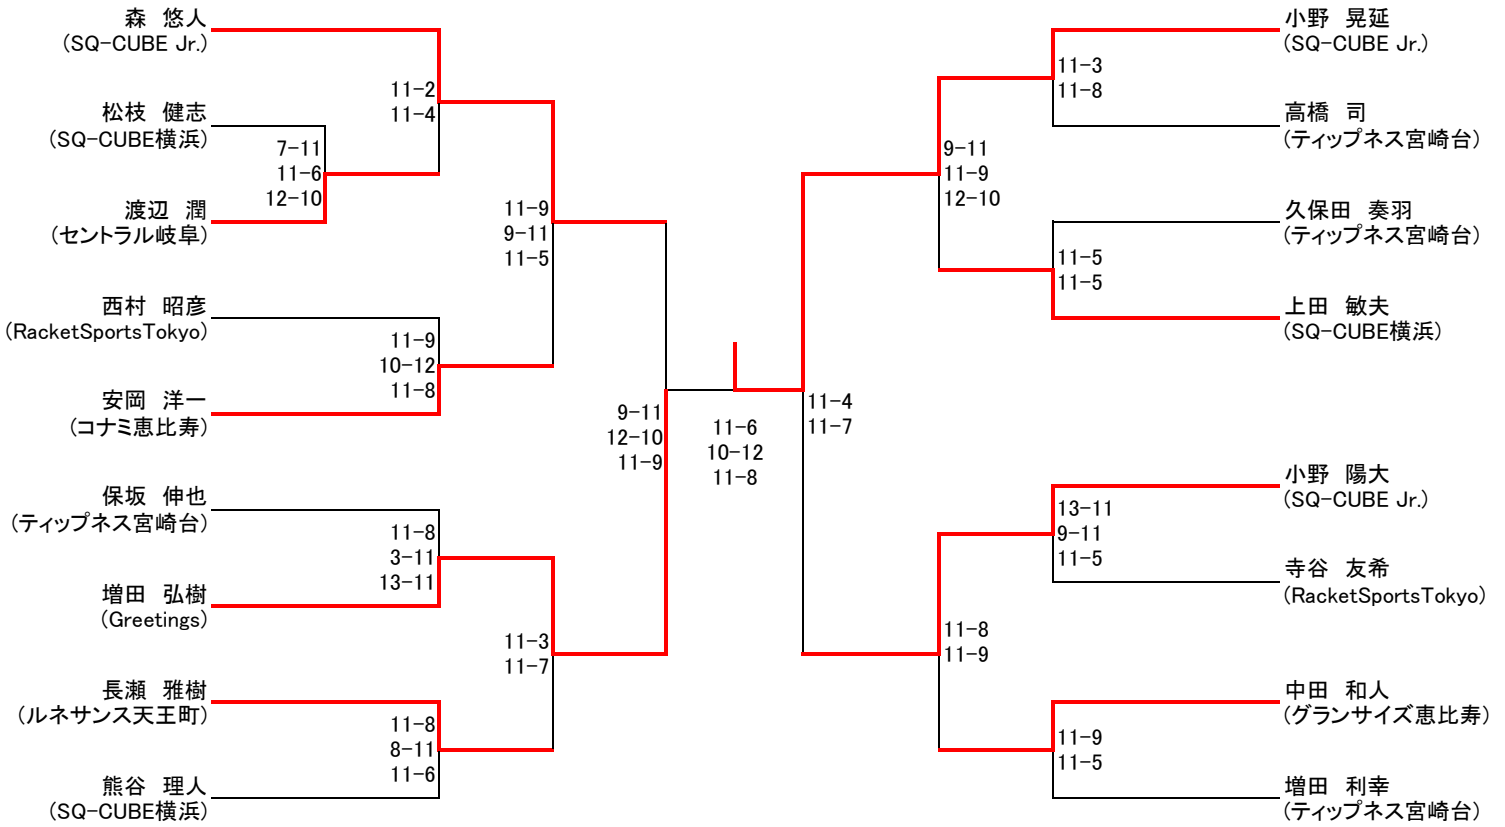 森　悠人
(SQ-CUBE Jr.)
松枝　健志
(SQ-CUBE横浜)
渡辺　潤
(セントラル岐阜)
西村　昭彦
(RacketSportsTokyo)
安岡　洋一
(コナミ恵比寿)
保坂　伸也
(ティップネス宮崎台)
増田　弘樹
(Greetings)
長瀬　雅樹
(ルネサンス天王町)
熊谷　理人
(SQ-CUBE横浜)
7-11
11-6
12-10
11-2
11-4
11-9
10-12
11-8
11-8
3-11
13-11
11-8
8-11
11-6
11-9
9-11
11-5
11-3
11-7
9-11
12-10
11-9
11-6
10-12
11-8
11-4
11-7
9-11
11-9
12-10
11-8
11-9
11-3
11-8
11-5
11-5
13-11
9-11
11-5
11-9
11-5
小野　晃延
(SQ-CUBE Jr.)
高橋　司
(ティップネス宮崎台)
久保田　奏羽
(ティップネス宮崎台)
上田　敏夫
(SQ-CUBE横浜)
小野　陽大
(SQ-CUBE Jr.)
寺谷　友希
(RacketSportsTokyo)
中田　和人
(グランサイズ恵比寿)
増田　利幸
(ティップネス宮崎台)